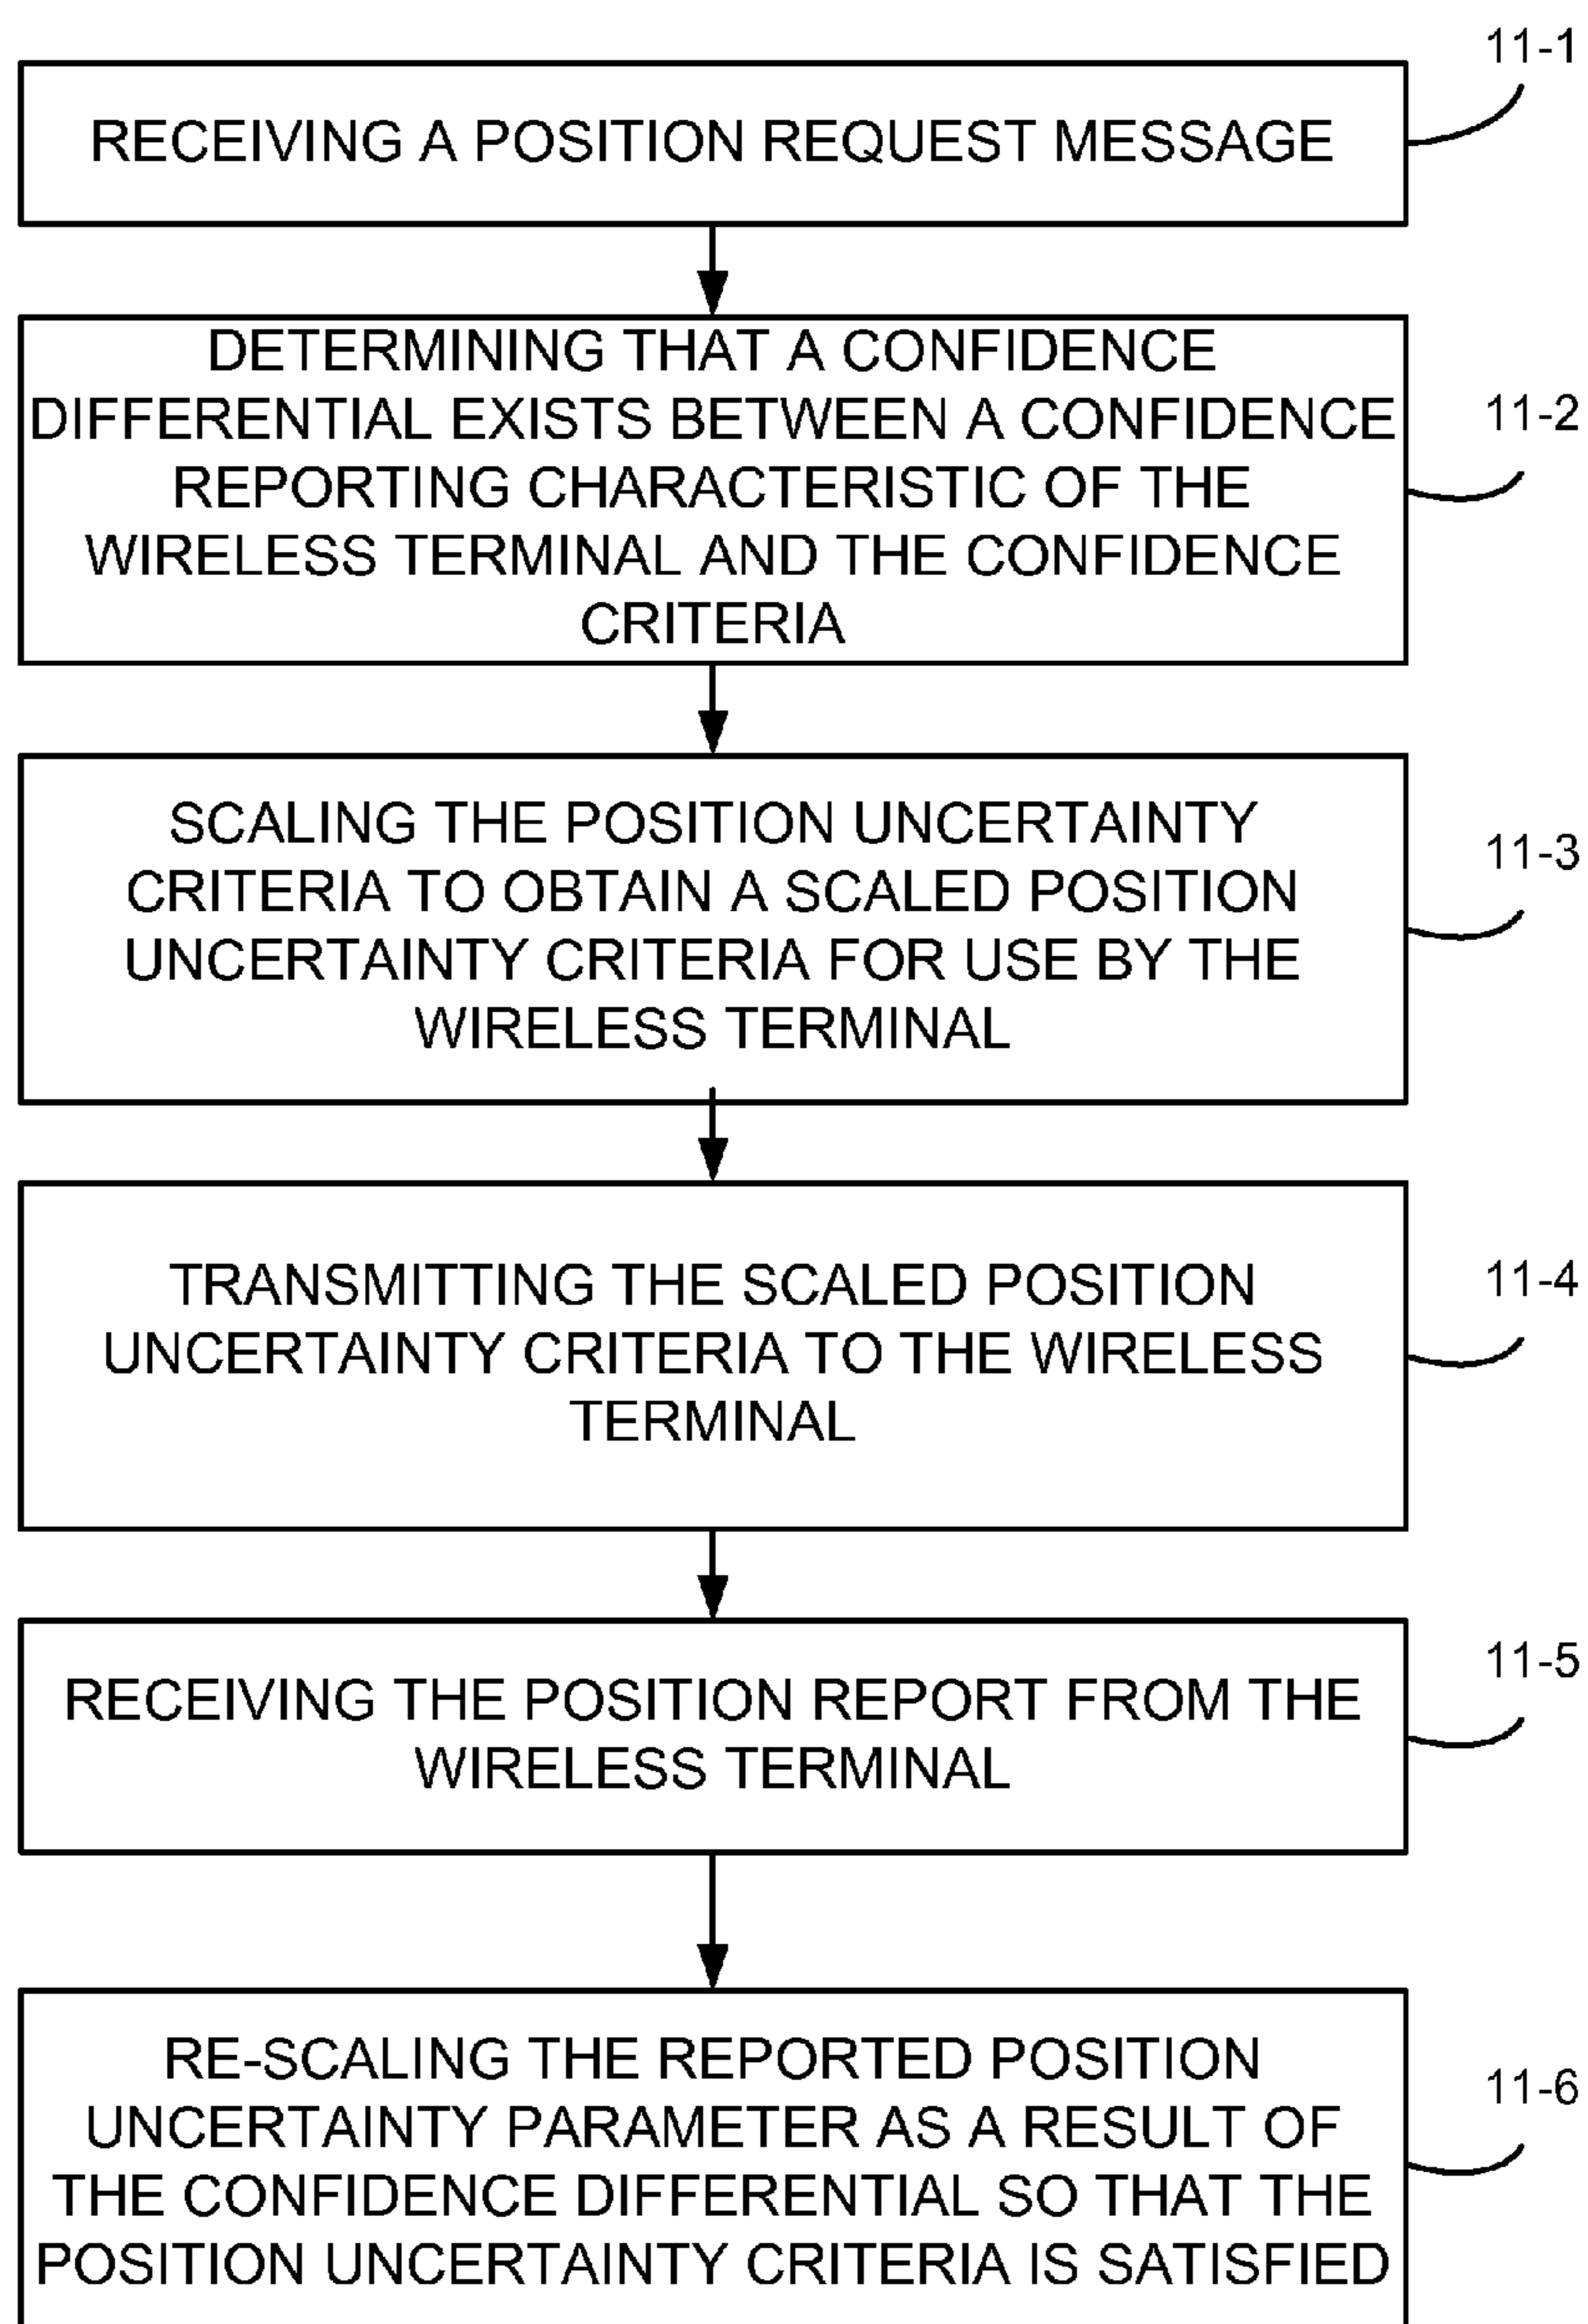 11-1
RECEIVING A POSITION REQUEST MESSAGE
DETERMINING THAT A CONFIDENCE
DIFFERENTIAL EXISTS BETWEEN A CONFIDENCE
REPORTING CHARACTERISTIC OF THE
WIRELESS TERMINAL AND THE CONFIDENCE
CRITERIA
11-2
SCALING THE POSITION UNCERTAINTY
CRITERIA TO OBTAIN A SCALED POSITION
UNCERTAINTY CRITERIA FOR USE BY THE
WIRELESS TERMINAL
11-3
TRANSMITTING THE SCALED POSITION
UNCERTAINTY CRITERIA TO THE WIRELESS
TERMINAL
11-4
RECEIVING THE POSITION REPORT FROM THE
WIRELESS TERMINAL
11-5
RE-SCALING THE REPORTED POSITION
UNCERTAINTY PARAMETER AS A RESULT OF
THE CONFIDENCE DIFFERENTIAL SO THAT THE
POSITION UNCERTAINTY CRITERIA IS SATISFIED
11-6